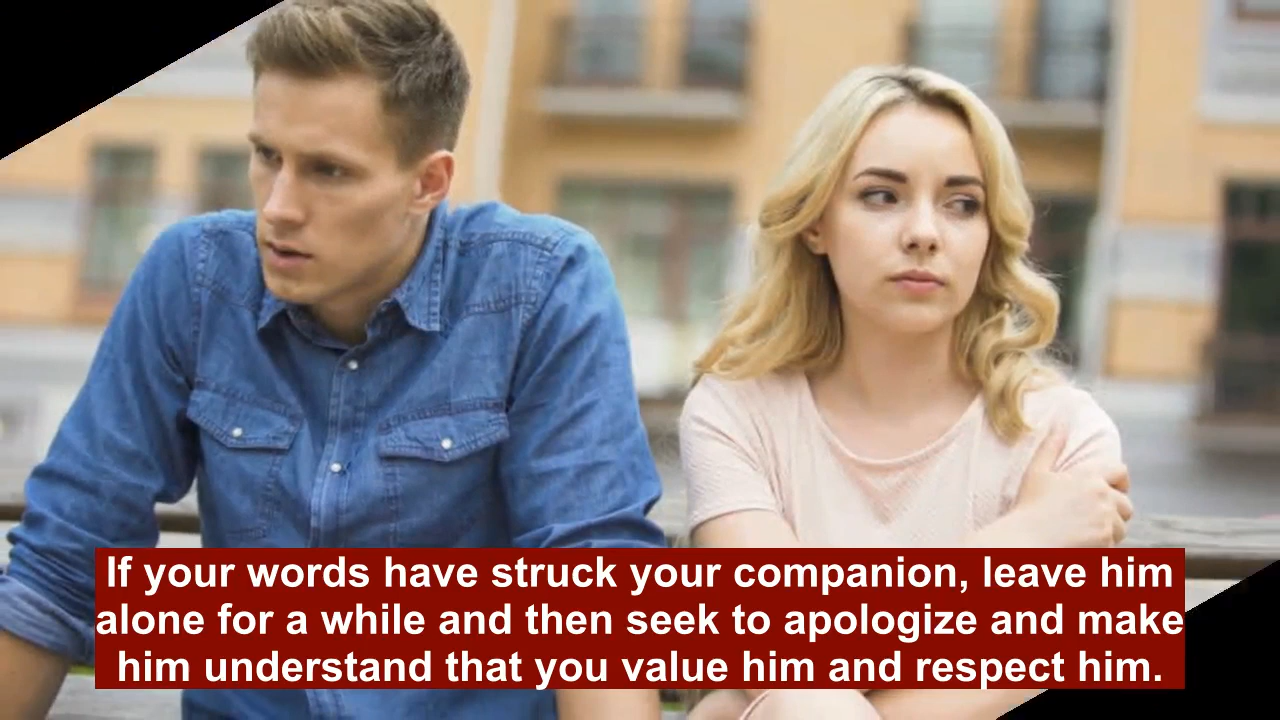 If your words have struck your companion, leave him
alone for a while and then seek to apologize and make
him understand that you value him and respect him.